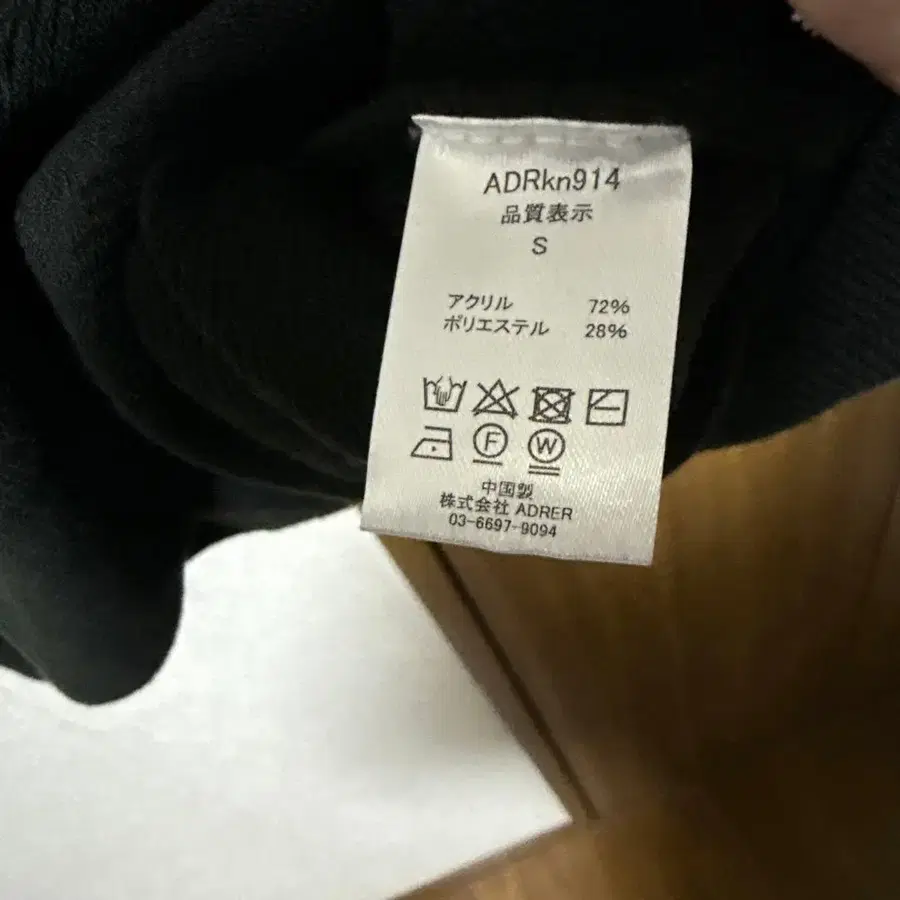 ADRkn914
品質表示
S
アクリル 72%
ポリエステル 28%
F W
中国製
株式会社 ADRER
03-6697-9094